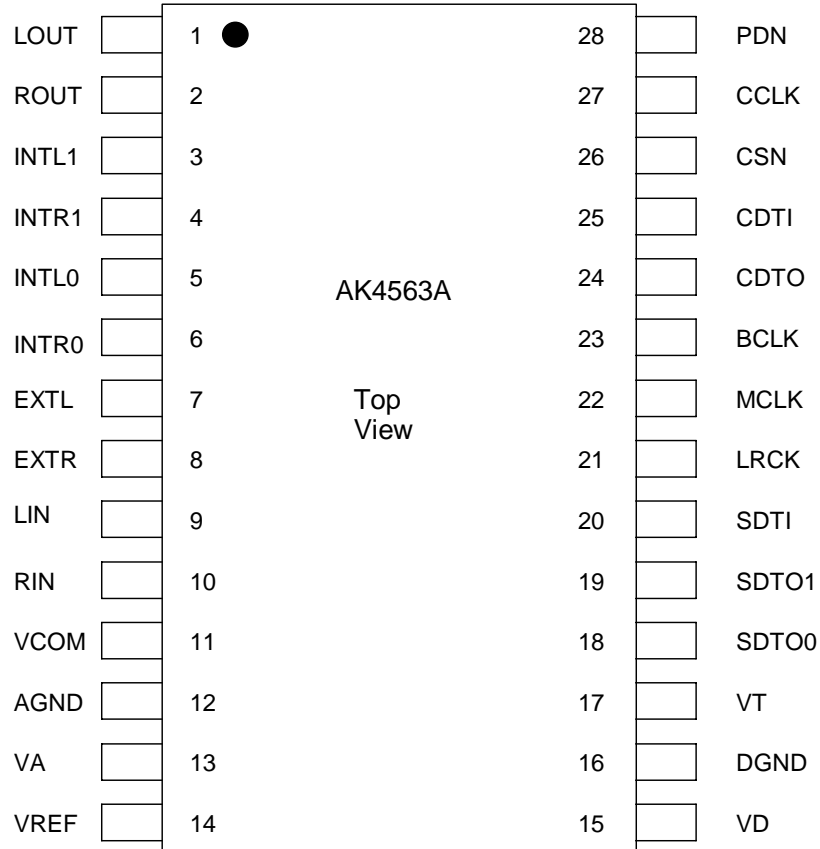 LOUT 1 28 PDN
ROUT 2 27 CCLK
INTL1 3 26 CSN
INTR1 4 25 CDTI
INTL0 5 24 CDTO
AK4563A
INTR0 6 23 BCLK
EXTL 7 Top 22 MCLK
View
EXTR 8 21 LRCK
LIN 9 20 SDTI
RIN 10 19 SDTO1
VCOM 11 18 SDTO0
AGND 12 17 VT
VA 13 16 DGND
VREF 14 15 VD